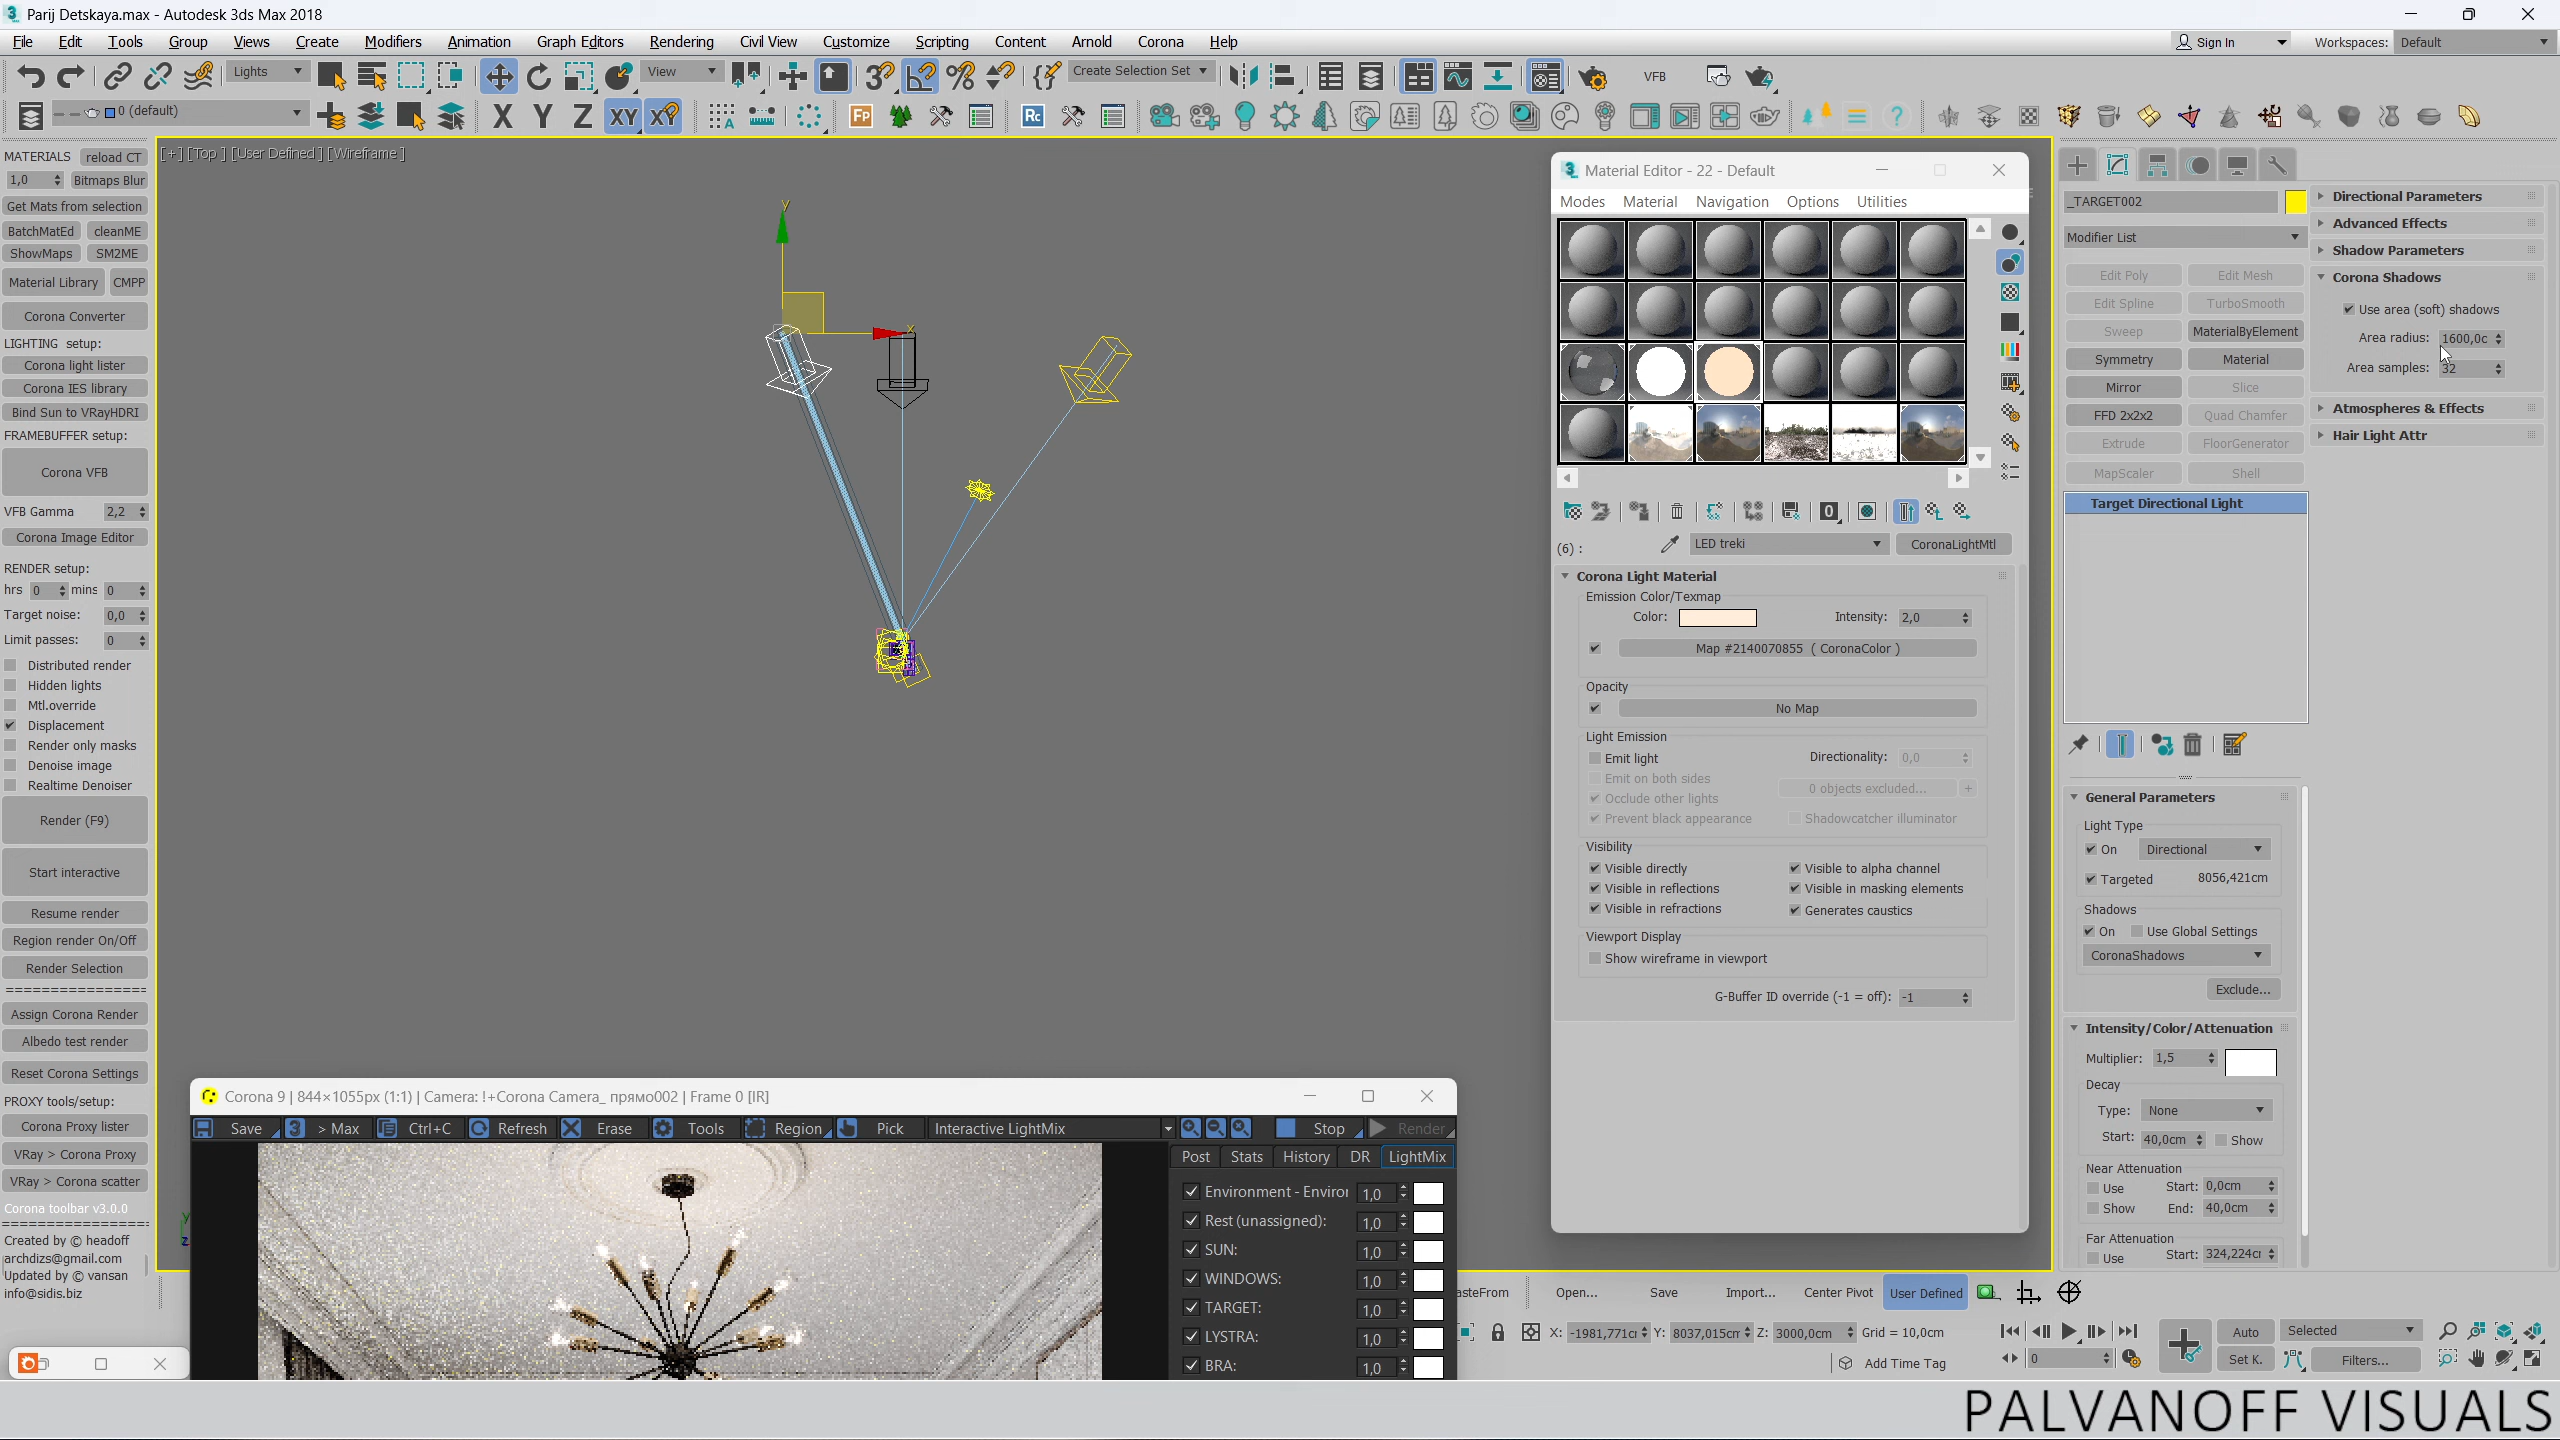 Parij Detskaya.max - Autodesk 3ds Max 2018
File Edit Tools Group Views Create Modifiers Animation Graph Editors Rendering Civil View Customize Scripting Content Arnold Corona Help
Sign In Workspaces: Default
Lights View Create Selection Set VFB
0 (default) X Y Z XY XY Fp Rc
MATERIALS reload CT
1,0 Bitmaps Blur
Get Mats from selection
BatchMatEd cleanME
ShowMaps SM2ME
Material Library CMPP
Corona Converter
LIGHTING setup:
Corona light lister
Corona IES library
Bind Sun to VRayHDRI
FRAMEBUFFER setup:
Corona VFB
VFB Gamma 2,2
Corona Image Editor
RENDER setup:
hrs 0 mins 0
Target noise: 0,0
Limit passes: 0
Distributed render
Hidden lights
Mtl.override
Displacement
Render only masks
Denoise image
Realtime Denoiser
Render (F9)
Start interactive
Resume render
Region render On/Off
Render Selection
================
Assign Corona Render
Albedo test render
Reset Corona Settings
PROXY tools/setup:
Corona Proxy lister
VRay > Corona Proxy
VRay > Corona scatter
Corona toolbar v3.0.0
================
Created by © headoff
archdizs@gmail.com
Updated by © vansan
info@sidis.biz
[+] [Top ] [User Defined ] [Wireframe ]
y
x
Material Editor - 22 - Default
Modes Material Navigation Options Utilities
(6) : LED treki CoronaLightMtl
Corona Light Material
Emission Color/Texmap
Color: Intensity: 2,0
Map #2140070855 ( CoronaColor )
Opacity
No Map
Light Emission
Emit light Directionality: 0,0
Emit on both sides 0 objects excluded... +
Occlude other lights
Prevent black appearance Shadowcatcher illuminator
Visibility
Visible directly Visible to alpha channel
Visible in reflections Visible in masking elements
Visible in refractions Generates caustics
Viewport Display
Show wireframe in viewport
G-Buffer ID override (-1 = off): -1
_TARGET002
Modifier List
Edit Poly Edit Mesh
Edit Spline TurboSmooth
Sweep MaterialByElement
Symmetry Material
Mirror Slice
FFD 2x2x2 Quad Chamfer
Extrude FloorGenerator
MapScaler Shell
Target Directional Light
General Parameters
Light Type
On Directional
Targeted 8056,421cm
Shadows
On Use Global Settings
CoronaShadows
Exclude...
Intensity/Color/Attenuation
Multiplier: 1,5
Decay
Type: None
Start: 40,0cm Show
Near Attenuation
Use Start: 0,0cm
Show End: 40,0cm
Far Attenuation
Use Start: 324,224cr
Directional Parameters
Advanced Effects
Shadow Parameters
Corona Shadows
Use area (soft) shadows
Area radius: 1600,0c
Area samples: 32
Atmospheres & Effects
Hair Light Attr
Corona 9 | 844×1055px (1:1) | Camera: !+Corona Camera_ прямо002 | Frame 0 [IR]
Save > Max Ctrl+C Refresh Erase Tools Region Pick Interactive LightMix Stop Render
Post Stats History DR LightMix
Environment - Enviro 1,0
Rest (unassigned): 1,0
SUN: 1,0
WINDOWS: 1,0
TARGET: 1,0
LYSTRA: 1,0
BRA: 1,0
asteFrom Open... Save Import... Center Pivot User Defined
X: -1981,771cı Y: 8037,015cm Z: 3000,0cm Grid = 10,0cm
Add Time Tag
0
Auto Selected
Set K. Filters...
PALVANOFF VISUALS